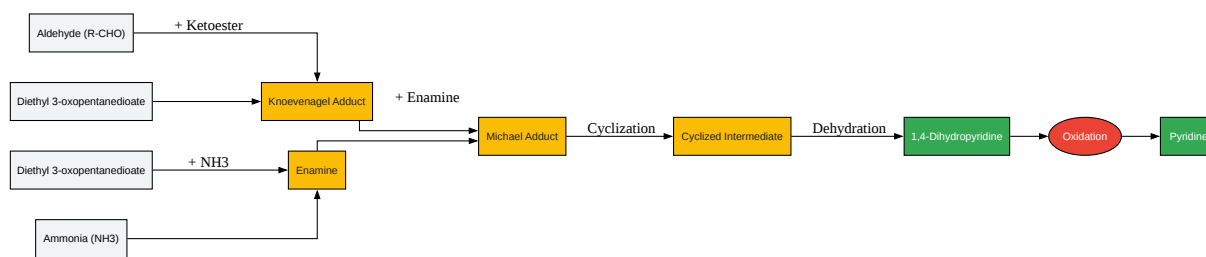 Aldehyde (R-CHO)
+ Ketoester
Diethyl 3-oxopentanedioate
Knoevenagel Adduct
+ Enamine
Michael Adduct
Cyclization
Cyclized Intermediate
Dehydration
1,4-Dihydropyridine
Oxidation
Pyridine
Diethyl 3-oxopentanedioate
+ NH3
Enamine
Ammonia (NH3)